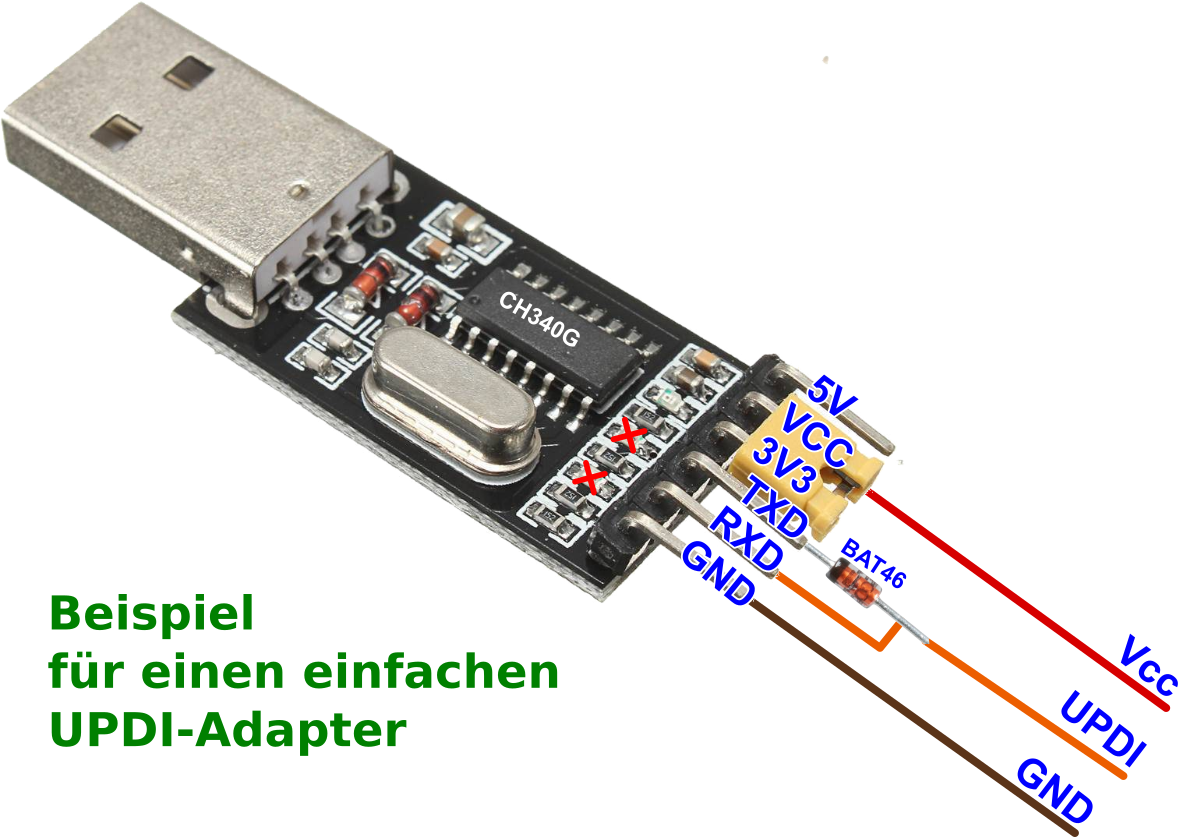 CH340G
5V
VCC
3V3
TXD
RXD
GND
BAT46
Vcc
UPDI
GND
Beispiel
für einen einfachen
UPDI-Adapter